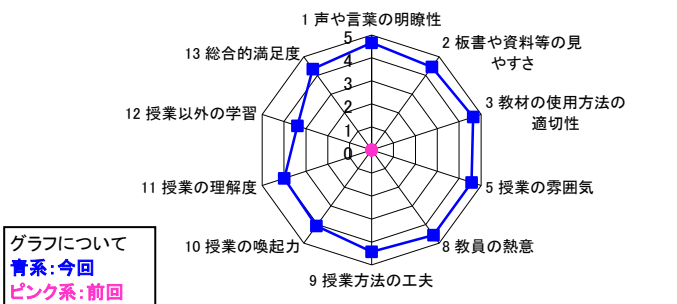 1 声や言葉の明瞭性
2 板書や資料等の見
やすさ
3 教材の使用方法の
適切性
5 授業の雰囲気
8 教員の熱意
9 授業方法の工夫
10 授業の喚起力
11 授業の理解度
12 授業以外の学習
13 総合的満足度
5
4
3
2
1
0
グラフについて
青系：今回
ピンク系：前回